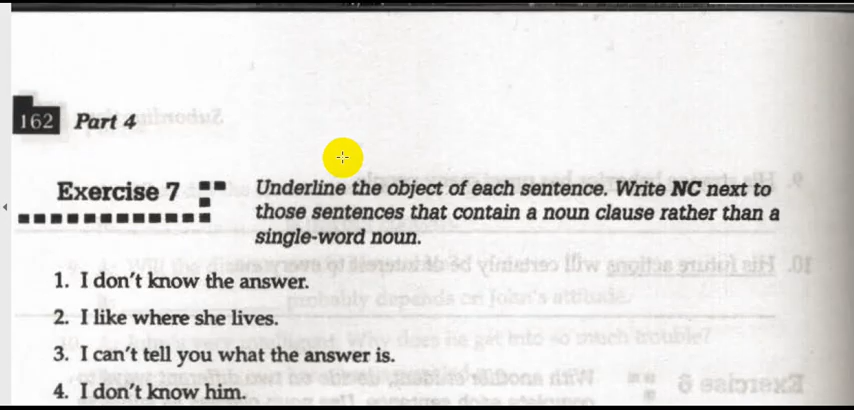 162 Part 4
Exercise 7
Underline the object of each sentence. Write NC next to
those sentences that contain a noun clause rather than a
single-word noun.
1. I don't know the answer.
2. I like where she lives.
3. I can't tell you what the answer is.
4. I don't know him.